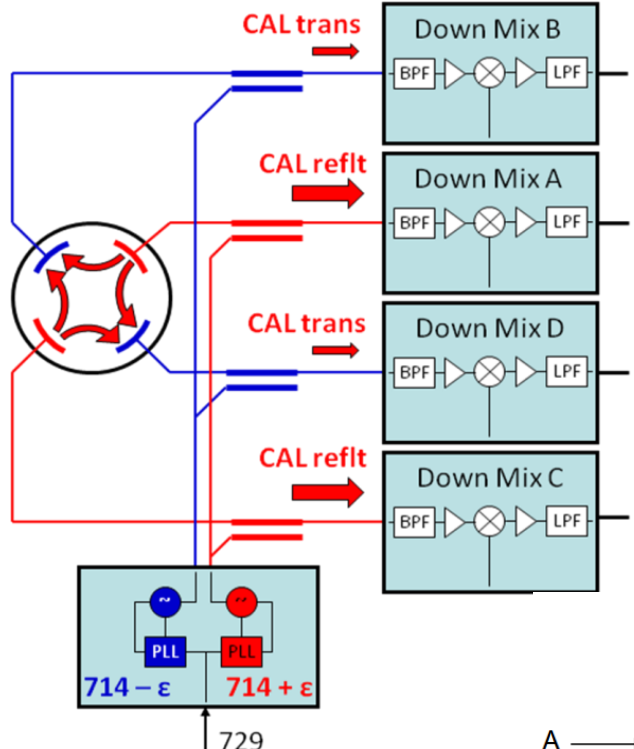 CAL trans
Down Mix B
BPF
LPF
CAL reflt
Down Mix A
BPF
LPF
CAL trans
Down Mix D
BPF
LPF
CAL reflt
Down Mix C
BPF
LPF
~ ~
PLL PLL
714 – ε 714 + ε
729
A